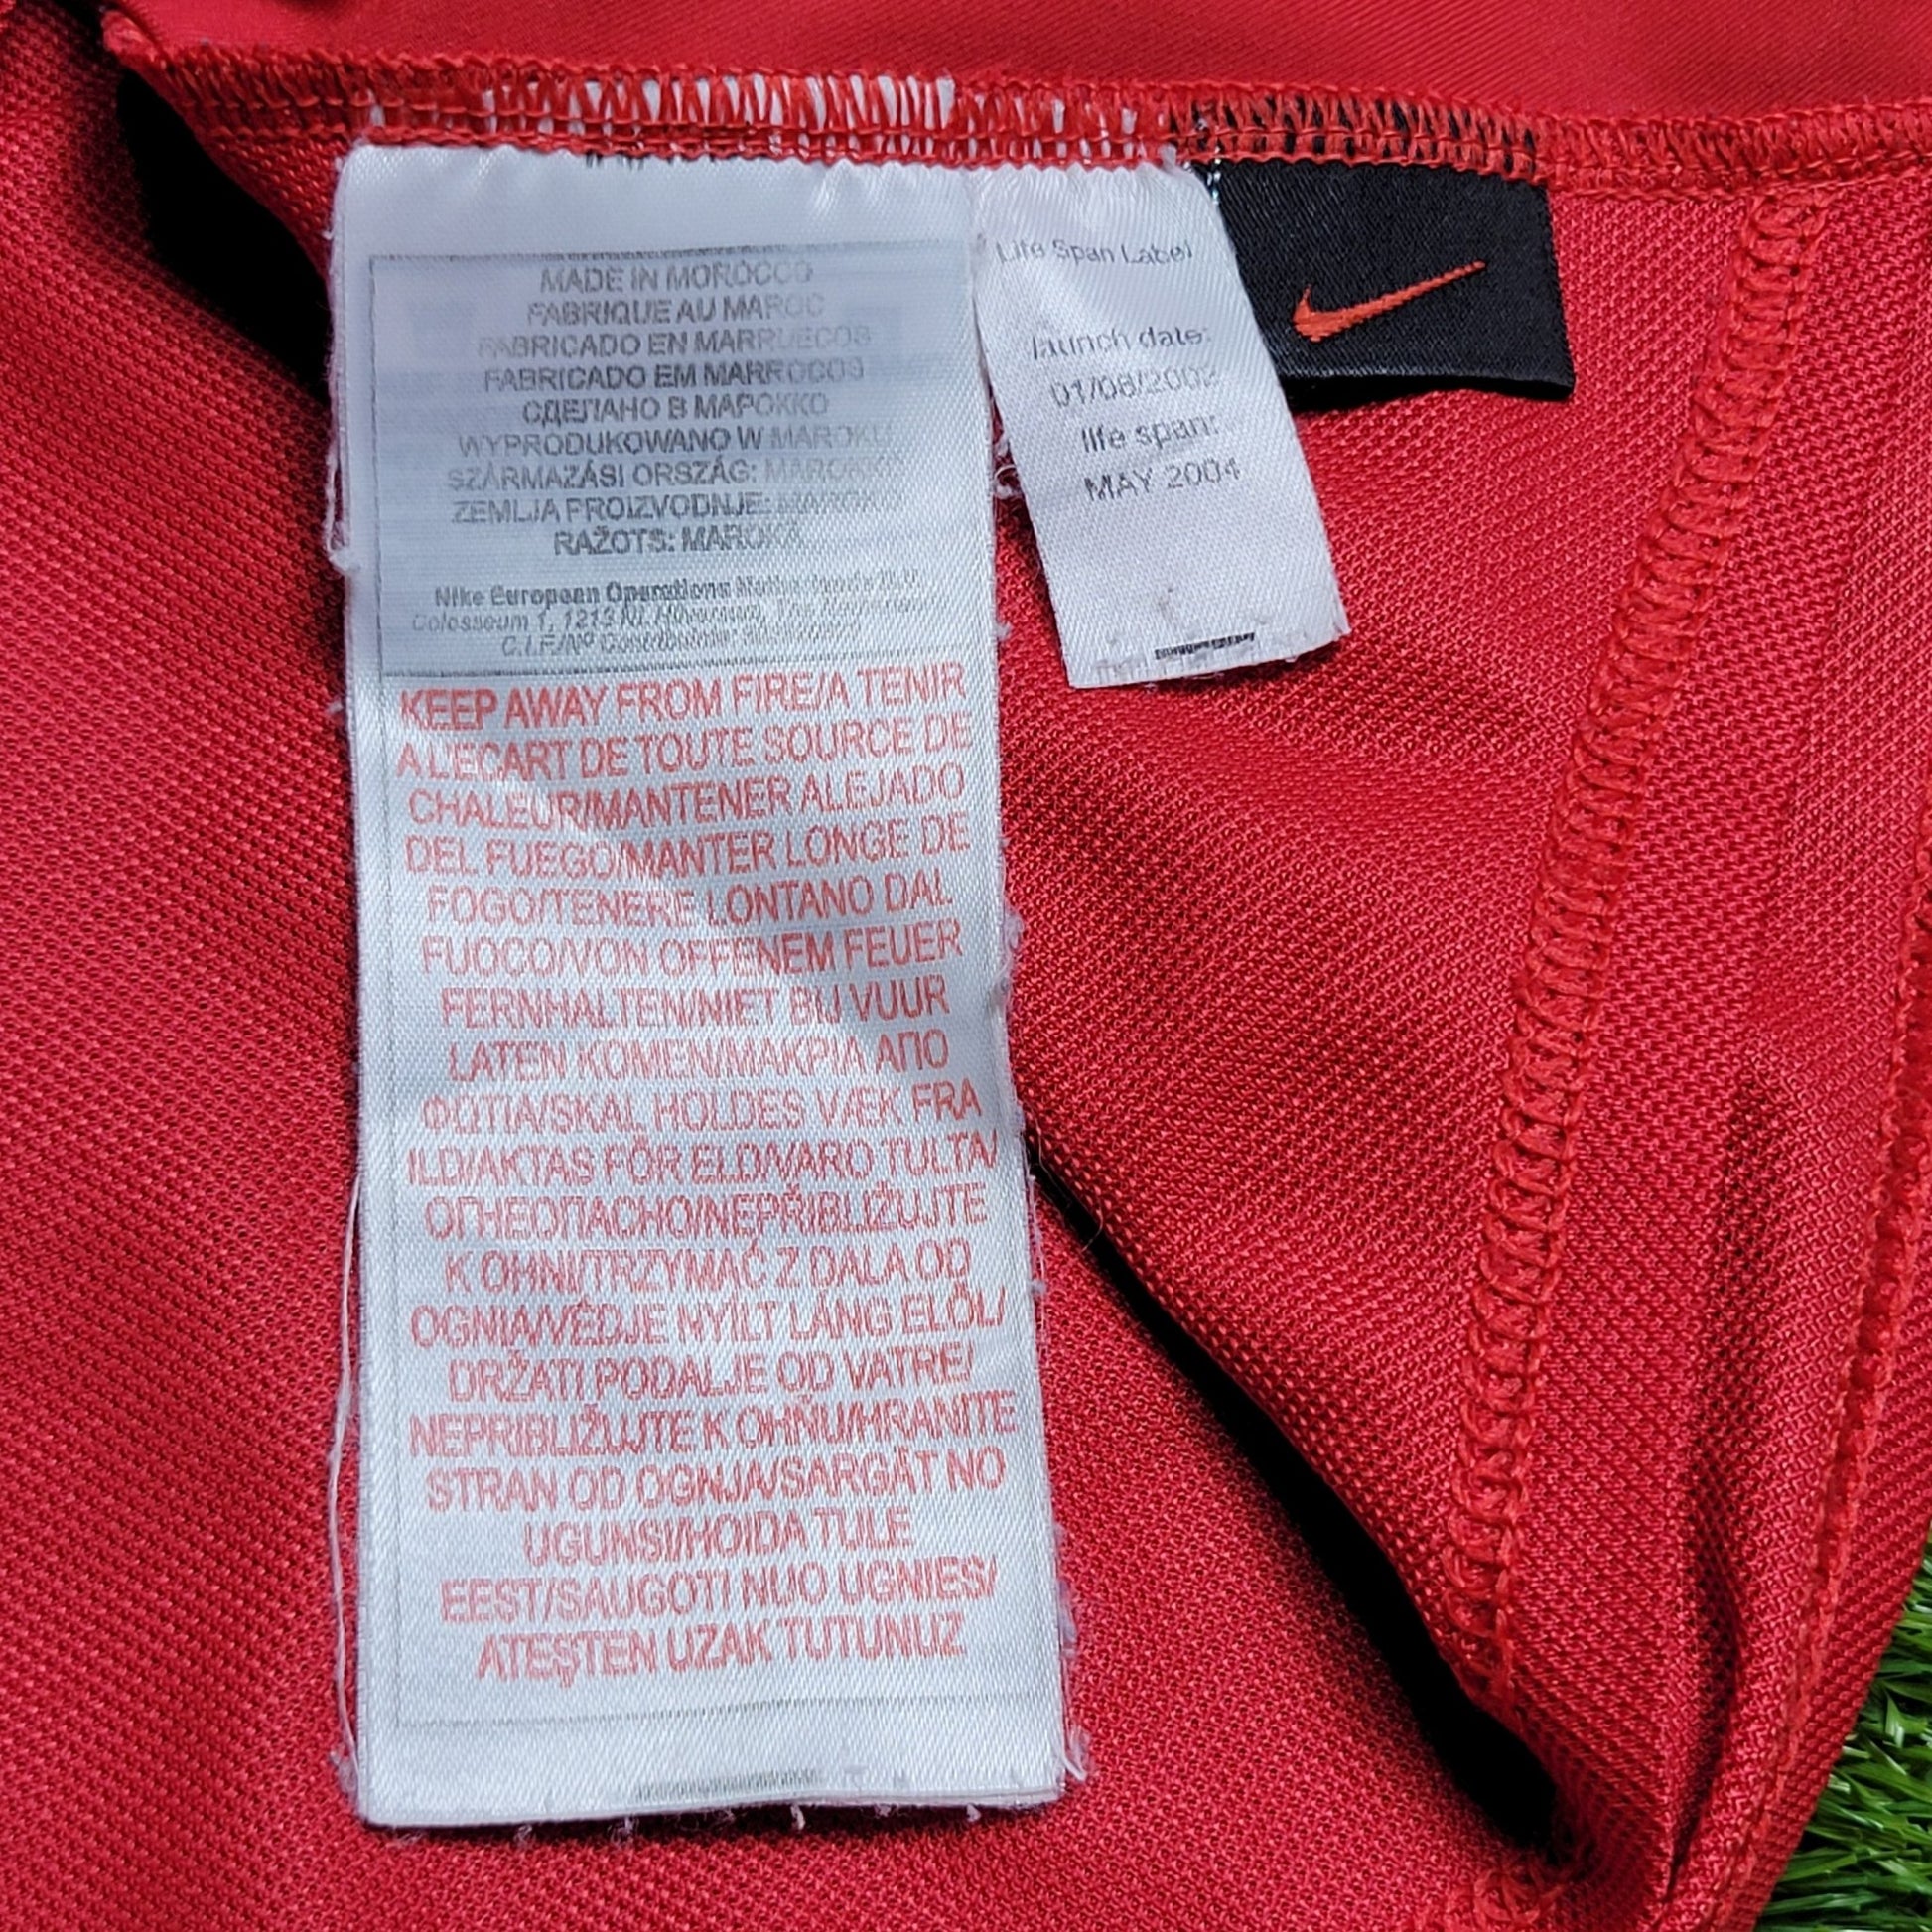 MADE IN MOROCCO
FABRIQUE AU MAROC
FABRICADO EN MARRUECOS
FABRICADO EM MARROCOS
СДЕЛАНО В МАРОККО
WYPRODUKOWANO W MAROKU
SZÁRMAZÁSI ORSZÁG: MAROKKÓ
ZEMLJA PROIZVODNJE: MAROKO
RAŽOTS: MAROKĀ
Nike European Operations Netherlands B.V.
Colosseum 1, 1213 NL Hilversum, The Netherlands
C.I.F./Nº Contribuinte:
KEEP AWAY FROM FIRE/A TENIR
A L'ECART DE TOUTE SOURCE DE
CHALEUR/MANTENER ALEJADO
DEL FUEGO/MANTER LONGE DE
FOGO/TENERE LONTANO DAL
FUOCO/VON OFFENEM FEUER
FERNHALTEN/NIET BIJ VUUR
LATEN KOMEN/ΜΑΚΡΙΑ ΑΠΟ
ΦΩΤΙΑ/SKAL HOLDES VÆK FRA
ILD/AKTAS FÖR ELD/VARO TULTA/
ОГНЕОПАСНО/NEPŘIBLIŽUJTE
K OHNI/TRZYMAĆ Z DALA OD
OGNIA/VÉDJE NYÍLT LÁNG ELŐL/
DRŽATI PODALJE OD VATRE/
NEPRIBLIŽUJTE K OHŇU/HRANITE
STRAN OD OGNJA/SARGĀT NO
UGUNS/HOIDA TULE
EEST/SAUGOTI NUO UGNIES/
ATEŞTEN UZAK TUTUNUZ
Life Span Label
launch date:
01/08/2002
life span:
MAY 2004